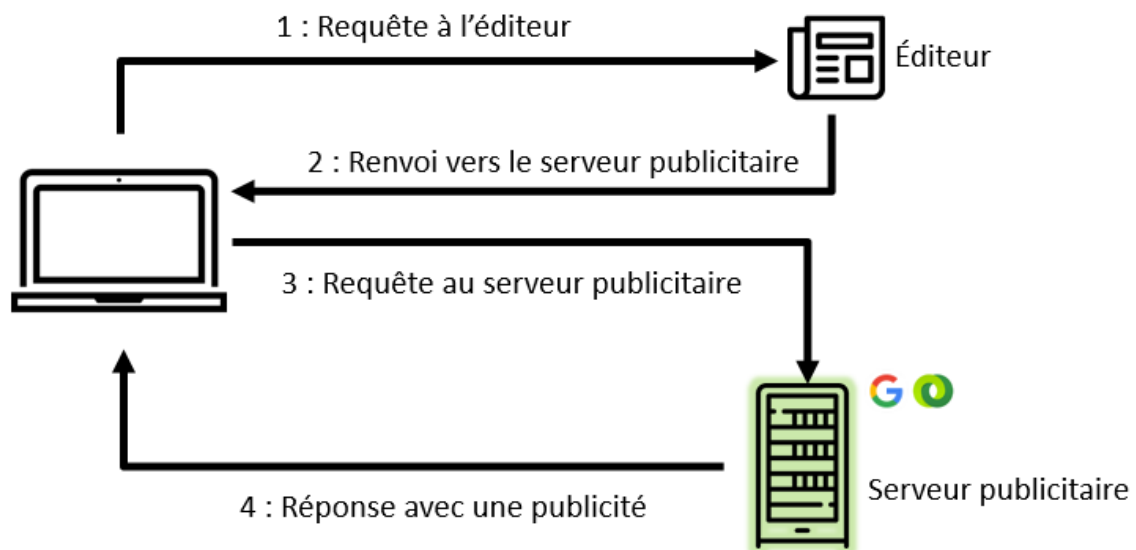 1 : Requête à l’éditeur
Éditeur
2 : Renvoi vers le serveur publicitaire
3 : Requête au serveur publicitaire
G
Serveur publicitaire
4 : Réponse avec une publicité